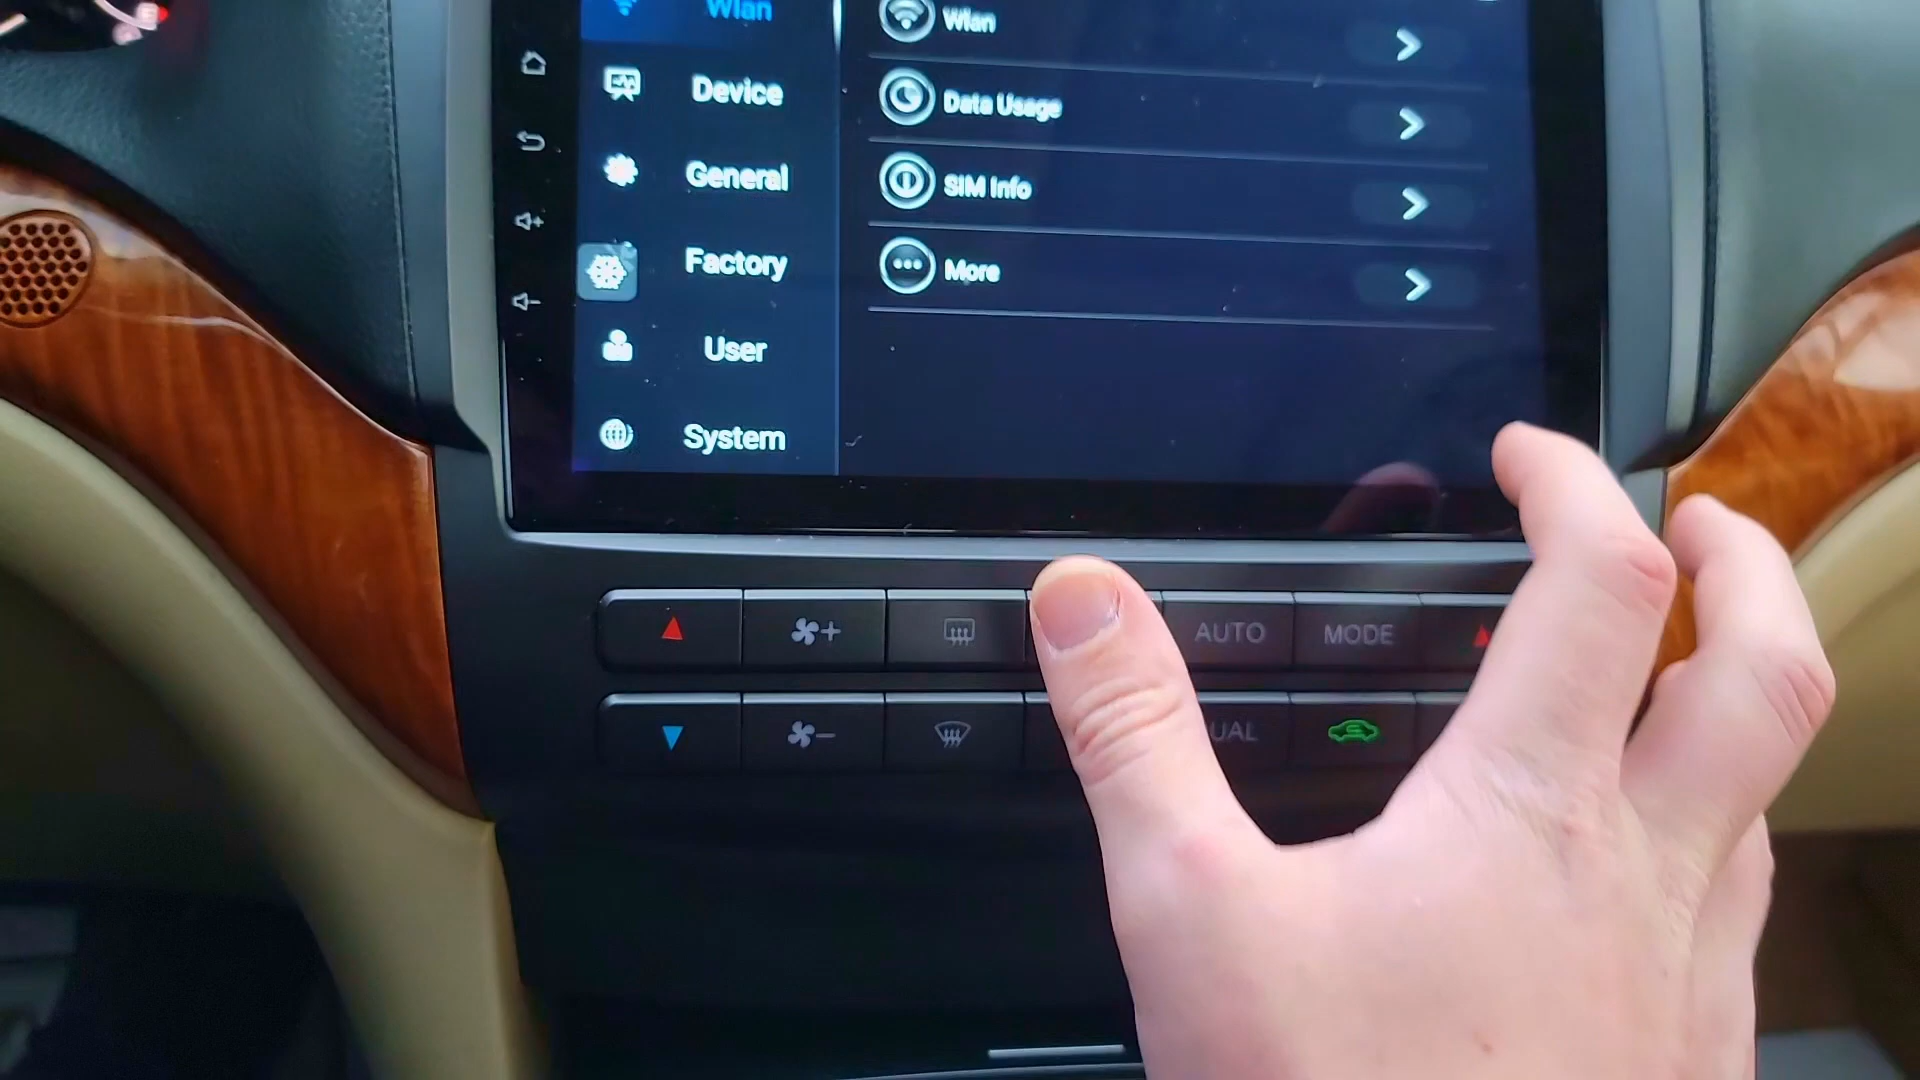 Wlan
Wlan
Device
Data Usage
General
SIM Info
Factory
More
User
System
AUTO
MODE
UAL